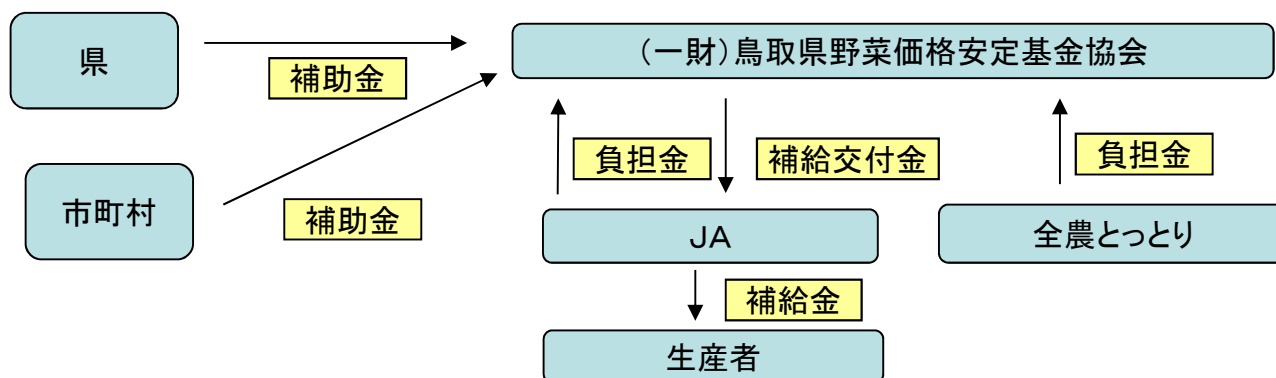 県
(一財)鳥取県野菜価格安定基金協会
補助金
負担金
補給交付金
負担金
市町村
補助金
JA
全農とっとり
補給金
生産者